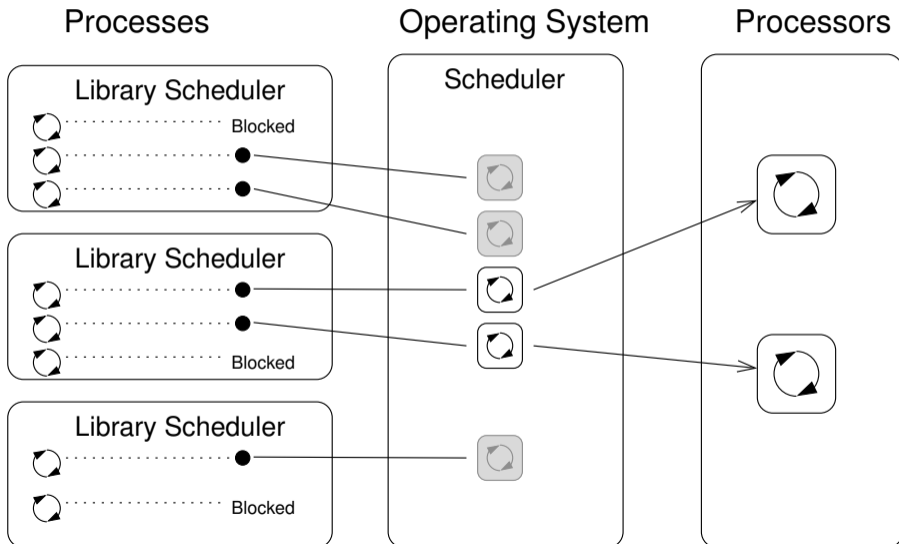 Processes
Operating System
Processors
Library Scheduler
Blocked
Library Scheduler
Blocked
Library Scheduler
Blocked
Scheduler